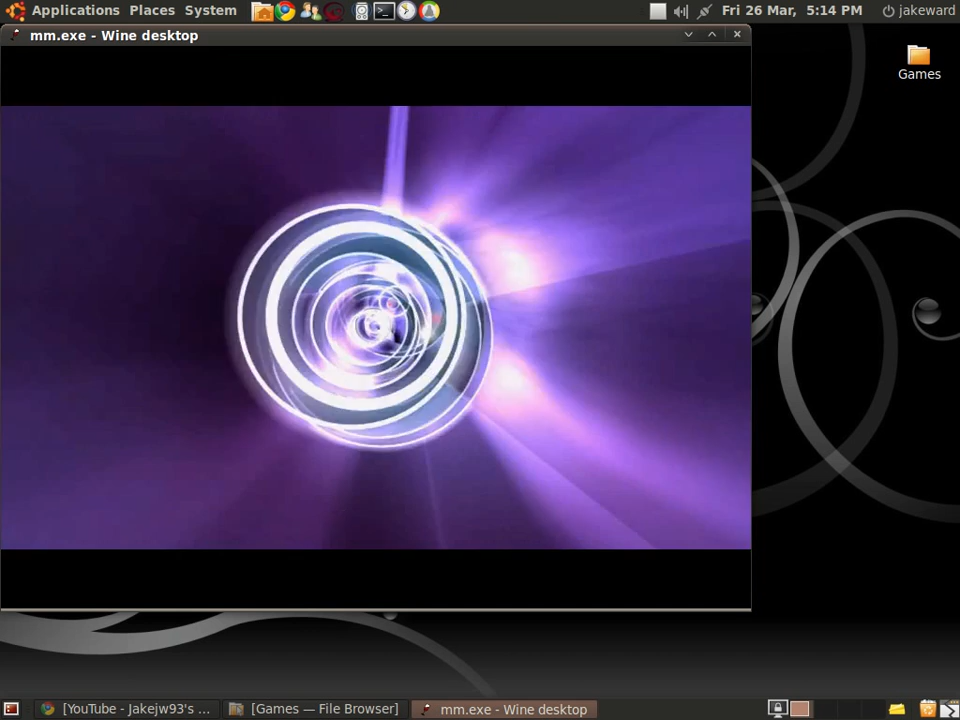 Applications Places System
Fri 26 Mar, 5:14 PM
jakeward
mm.exe - Wine desktop
Games
[YouTube - Jakejw93's ...
[Games — File Browser]
mm.exe - Wine desktop